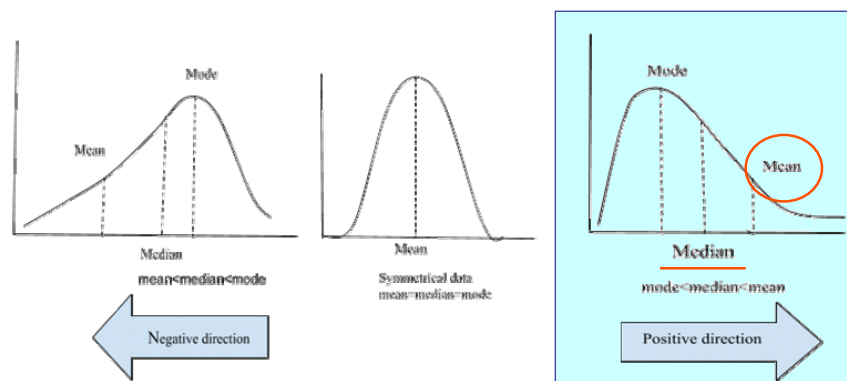 Mode
Mean
Median
mean<median<mode
Negative direction
Mean
Symmetrical data
mean=median=mode
Mode
Mean
Median
mode<median<mean
Positive direction